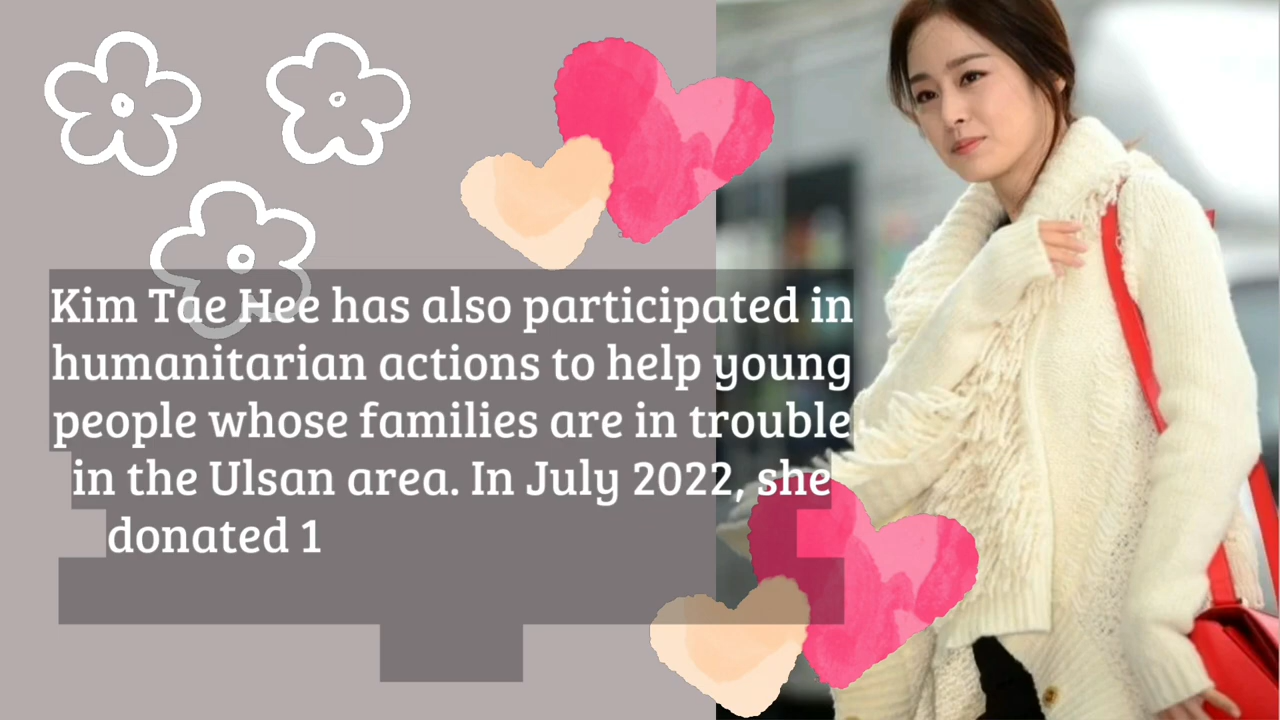 Kim Tae Hee has also participated in
humanitarian actions to help young
people whose families are in trouble
in the Ulsan area. In July 2022, she
donated 1